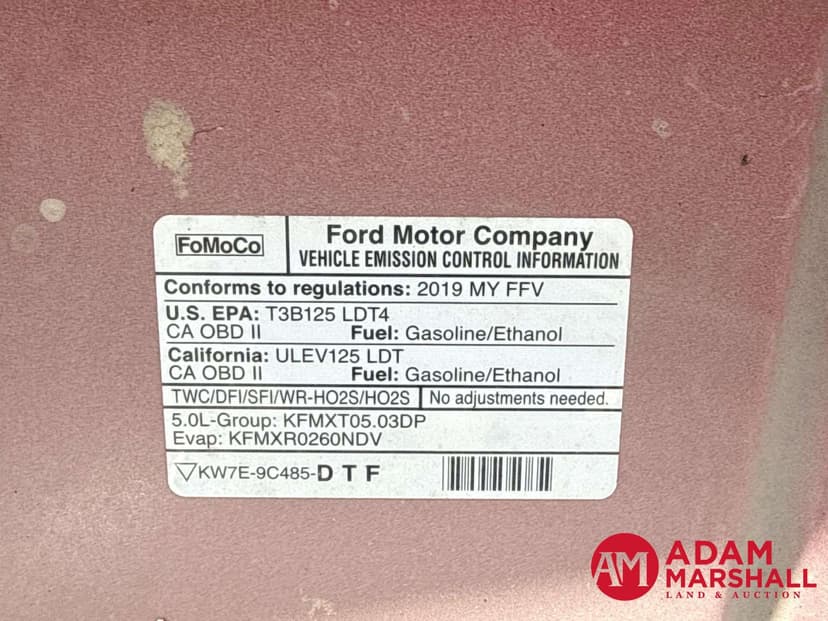 FoMoCo
Ford Motor Company
VEHICLE EMISSION CONTROL INFORMATION
Conforms to regulations: 2019 MY FFV
U.S. EPA: T3B125 LDT4
CA OBD II Fuel: Gasoline/Ethanol
California: ULEV125 LDT
CA OBD II Fuel: Gasoline/Ethanol
TWC/DFI/SFI/WR-HO2S/HO2S No adjustments needed.
5.0L-Group: KFMXT05.03DP
Evap: KFMXR0260NDV
KW7E-9C485-DTF
AM
ADAM
MARSHALL
LAND & AUCTION